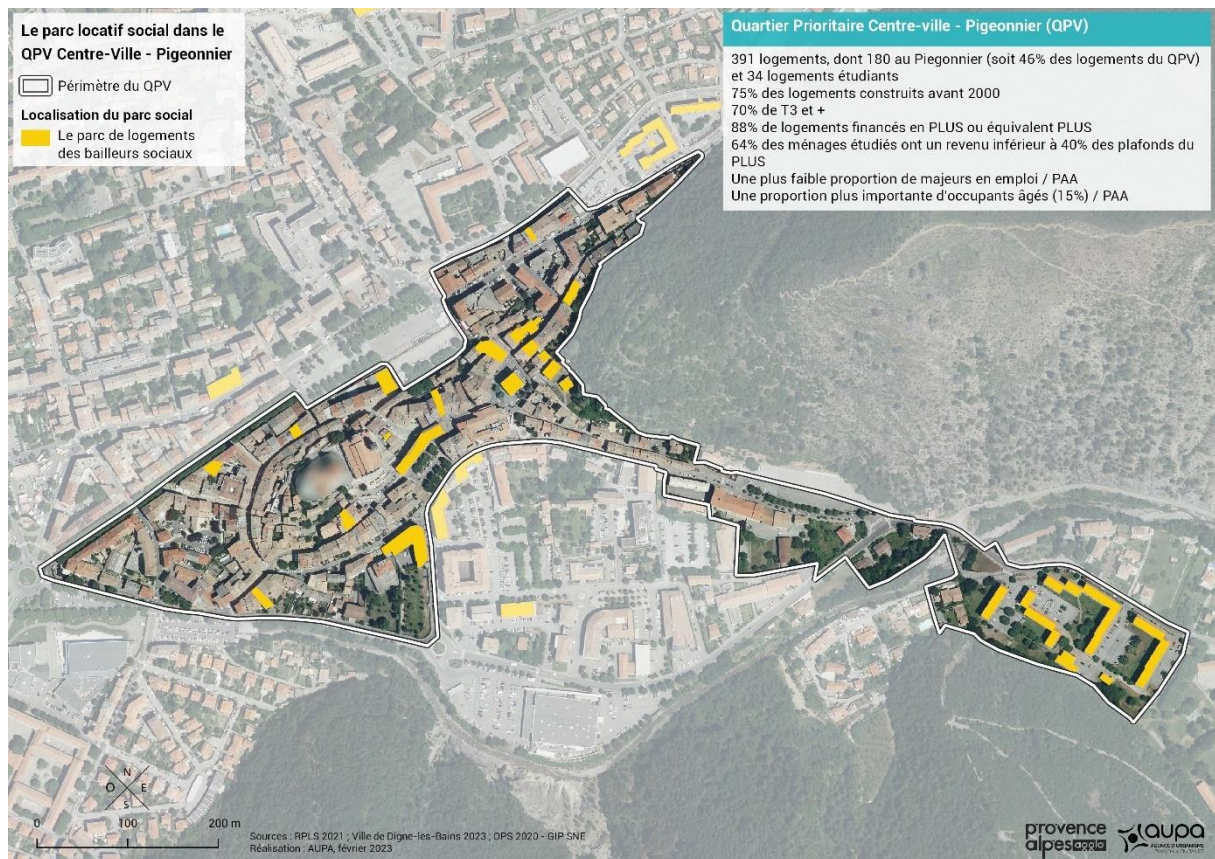 Le parc locatif social dans le
QPV Centre-Ville - Pigeonnier
Périmètre du QPV
Localisation du parc social
Le parc de logements
des bailleurs sociaux
Quartier Prioritaire Centre-ville - Pigeonnier (QPV)
391 logements, dont 180 au Piegonnier (soit 46% des logements du QPV)
et 34 logements étudiants
75% des logements construits avant 2000
70% de T3 et +
88% de logements financés en PLUS ou équivalent PLUS
64% des ménages étudiés ont un revenu inférieur à 40% des plafonds du
PLUS
Une plus faible proportion de majeurs en emploi / PAA
Une proportion plus importante d'occupants âgés (15%) / PAA
N
O E
S
0 100 200 m
Sources : RPLS 2021 ; Ville de Digne-les-Bains 2023 ; OPS 2020 - GIP SNE
Réalisation : AUPA, février 2023
provence
alpes agglo
aupa
AGENCE D'URBANISME